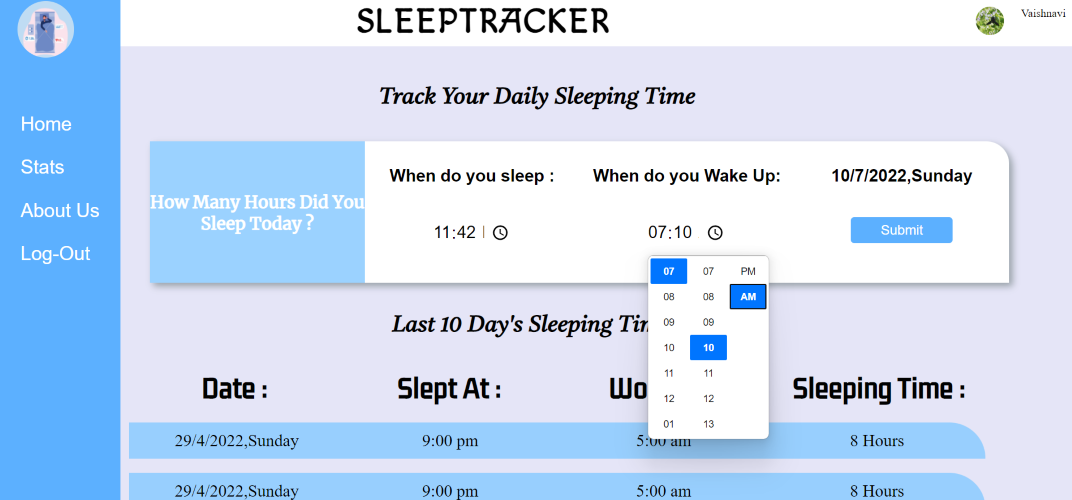 SLEEPTRACKER
Vaishnavi
Home
Stats
About Us
Log-Out
Track Your Daily Sleeping Time
How Many Hours Did You
Sleep Today ?
When do you sleep :
When do you Wake Up:
10/7/2022,Sunday
11:42
07:10
Submit
07 07 PM
08 08 AM
09 09
10 10
11 11
12 12
01 13
Last 10 Day's Sleeping
Date :
Slept At :
Sleeping Time :
29/4/2022,Sunday 9:00 pm 5:00 am 8 Hours
29/4/2022,Sunday 9:00 pm 5:00 am 8 Hours